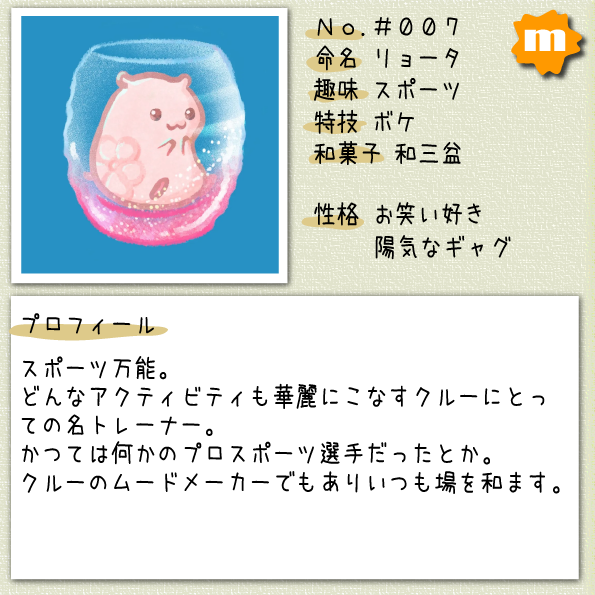 No.#007
m
命名 リョータ
趣味 スポーツ
特技 ボケ
和菓子 和三盆
性格 お笑い好き
陽気なギャグ
プロフィール
スポーツ万能。
どんなアクティビティも華麗にこなすクルーにとっ
ての名トレーナー。
かつては何かのプロスポーツ選手だったとか。
クルーのムードメーカーでもありいつも場を和ます。